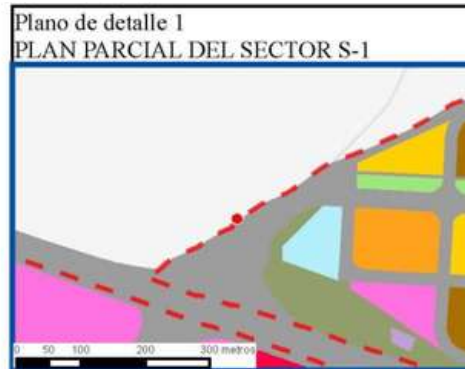 Plano de detalle 1
PLAN PARCIAL DEL SECTOR S-1
0 50 100 200 300 metros